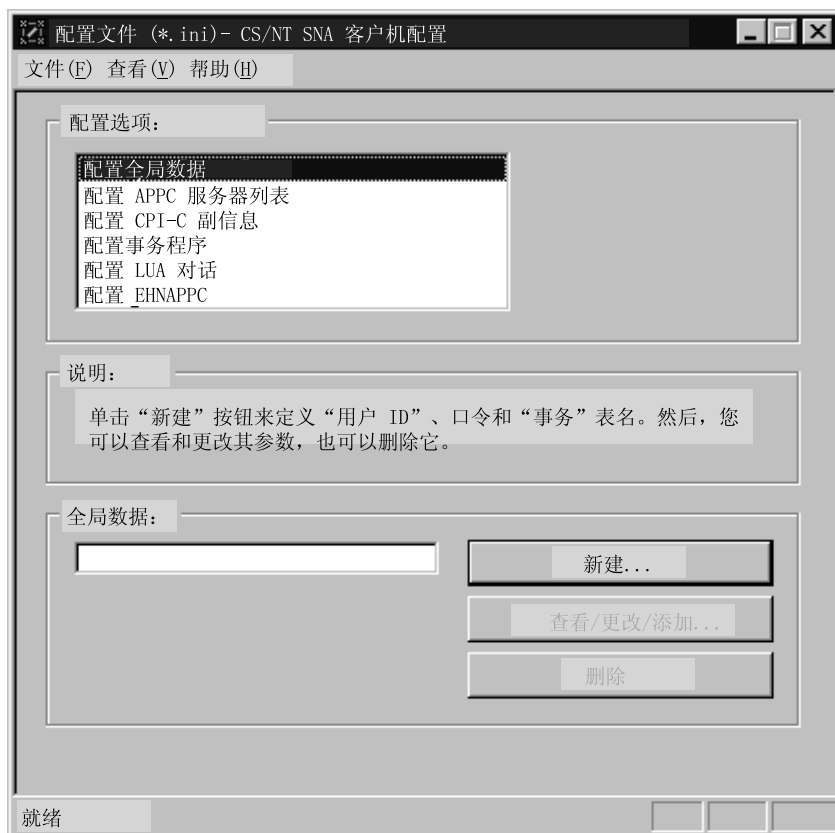 配置文件 (*.ini)- CS/NT SNA 客户机配置
文件(F) 查看(V) 帮助(H)
配置选项：
配置全局数据
配置 APPC 服务器列表
配置 CPI-C 副信息
配置事务程序
配置 LUA 对话
配置 EHNAPPC
说明：
单击“新建”按钮来定义“用户 ID”、口令和“事务”表名。然后，您
可以查看和更改其参数，也可以删除它。
全局数据：
新建...
查看/更改/添加...
删除
就绪